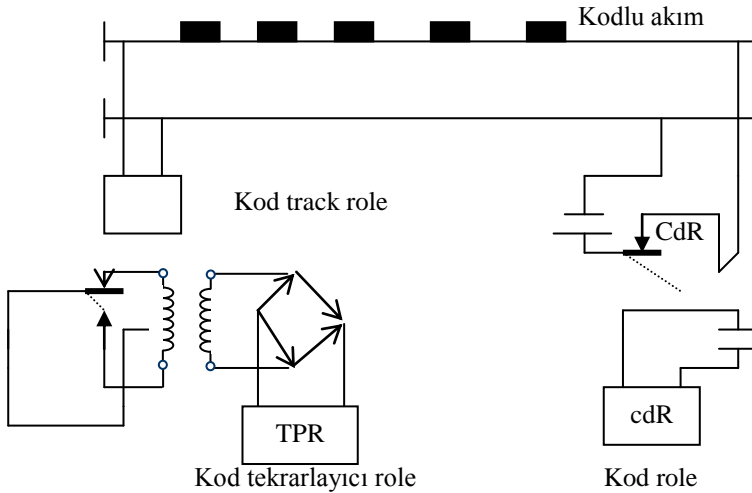 Kodlu akım
Kod track role
CdR
cdR
TPR
Kod tekrarlayıcı role
Kod role